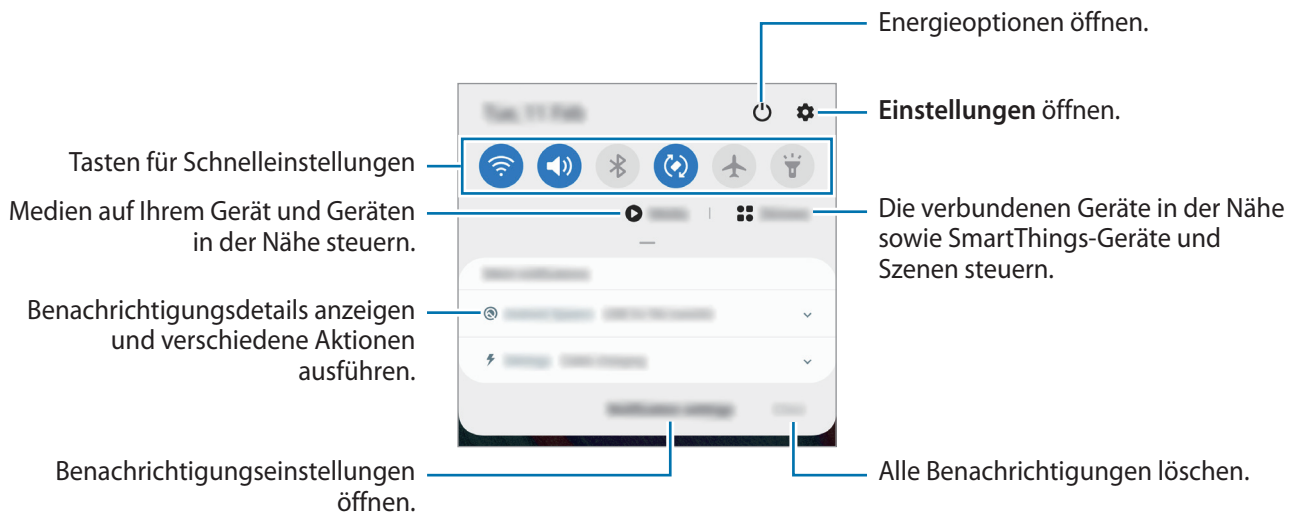 Energieoptionen öffnen.
Einstellungen öffnen.
Tasten für Schnelleinstellungen
Medien auf Ihrem Gerät und Geräten
in der Nähe steuern.
Die verbundenen Geräte in der Nähe
sowie SmartThings-Geräte und
Szenen steuern.
Benachrichtigungsdetails anzeigen
und verschiedene Aktionen
ausführen.
Benachrichtigungseinstellungen
öffnen.
Alle Benachrichtigungen löschen.